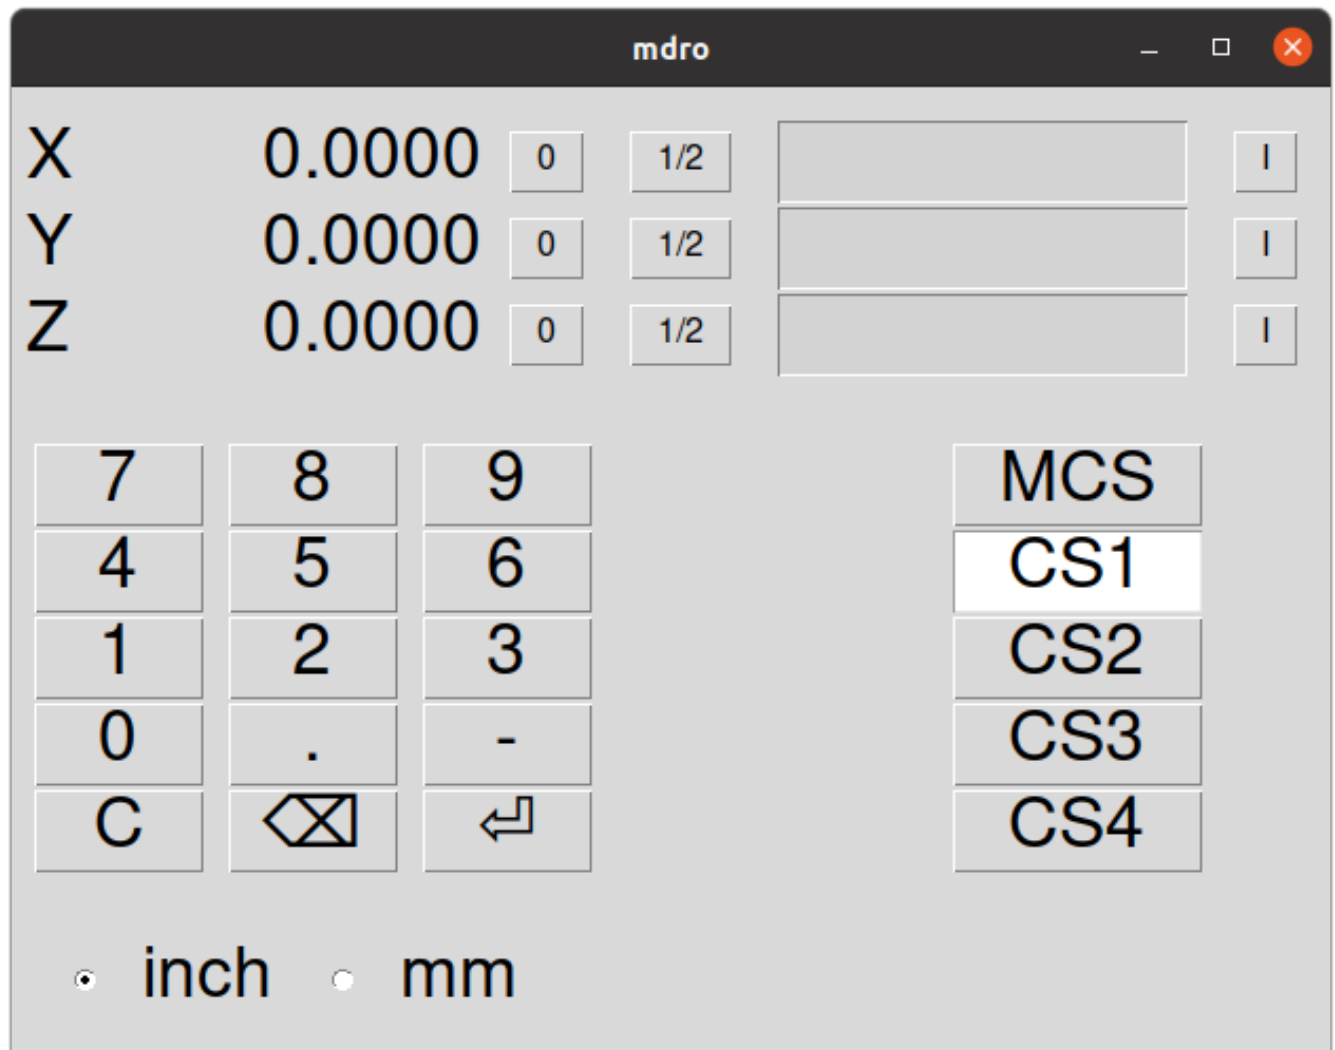 mdro
X 0.0000 0 1/2 I
Y 0.0000 0 1/2 I
Z 0.0000 0 1/2 I
7 8 9 MCS
4 5 6 CS1
1 2 3 CS2
0 . - CS3
C ⌫ ⏎ CS4
inch mm